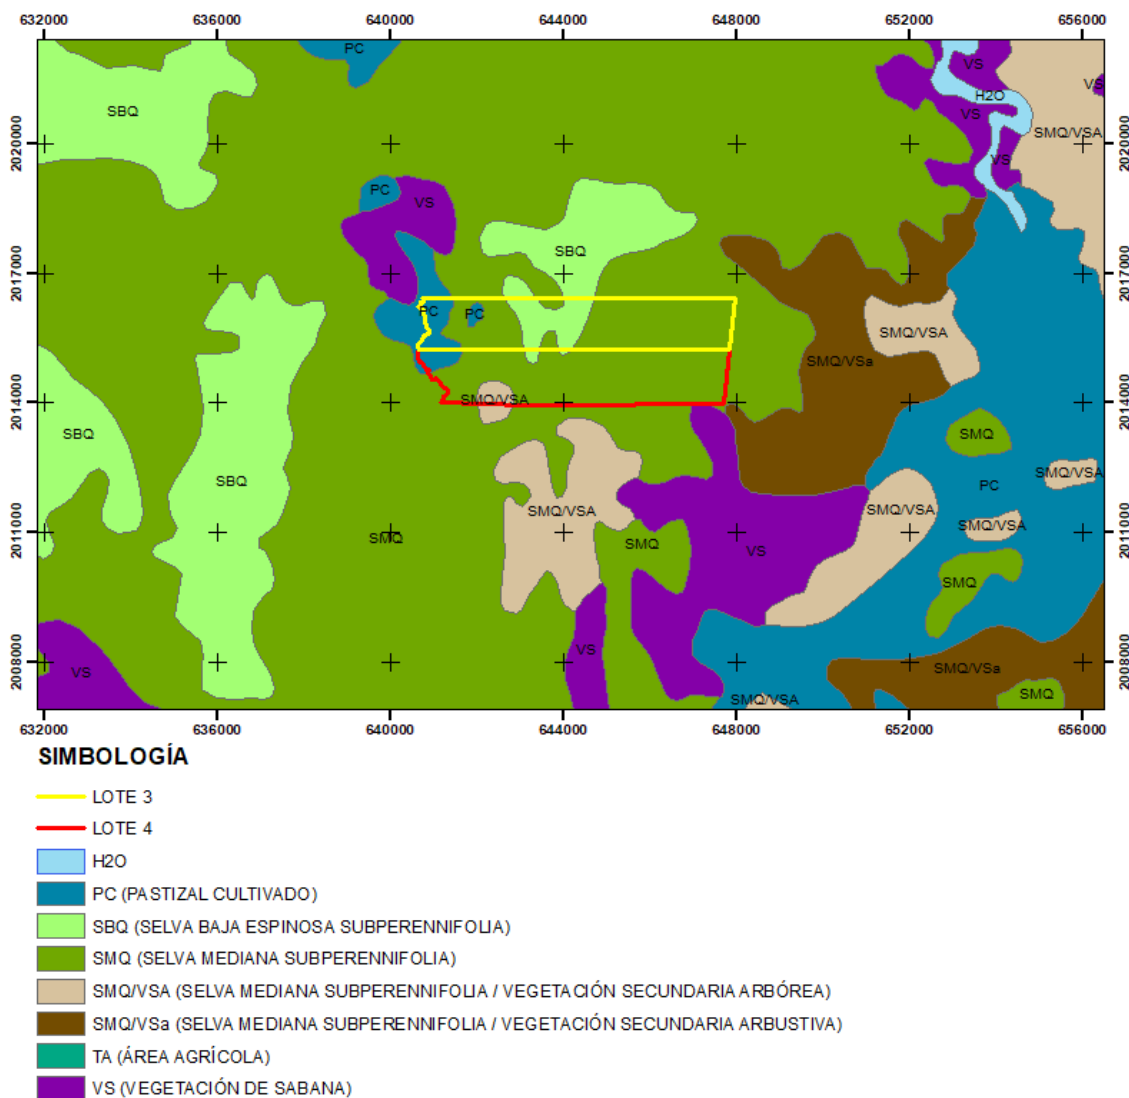 632000 636000 640000 644000 648000 652000 656000
PC
VS
VS
H2O
SBQ
VS
2020000
SMQ/VSA
2020000
VS
PC
VS
SBQ
2017000
2017000
PC
PC
SMQ/VSA
SMQ/VSa
SMQ/VSA
2014000
2014000
SBQ
SMQ
SMQ/VSA
SBQ
PC
SMQ/VSA
SMQ/VSA
SMQ/VSA
2011000
SMQ
SMQ
2011000
VS
SMQ
VS
2008000
VS
SMQ/VSa
2008000
SMQ
SMQ/VSA
632000 636000 640000 644000 648000 652000 656000
SIMBOLOGÍA
LOTE 3
LOTE 4
H2O
PC (PASTIZAL CULTIVADO)
SBQ (SELVA BAJA ESPINOSA SUBPERENNIFOLIA)
SMQ (SELVA MEDIANA SUBPERENNIFOLIA)
SMQ/VSA (SELVA MEDIANA SUBPERENNIFOLIA / VEGETACIÓN SECUNDARIA ARBÓREA)
SMQ/VSa (SELVA MEDIANA SUBPERENNIFOLIA / VEGETACIÓN SECUNDARIA ARBUSTIVA)
TA (ÁREA AGRÍCOLA)
VS (VEGETACIÓN DE SABANA)